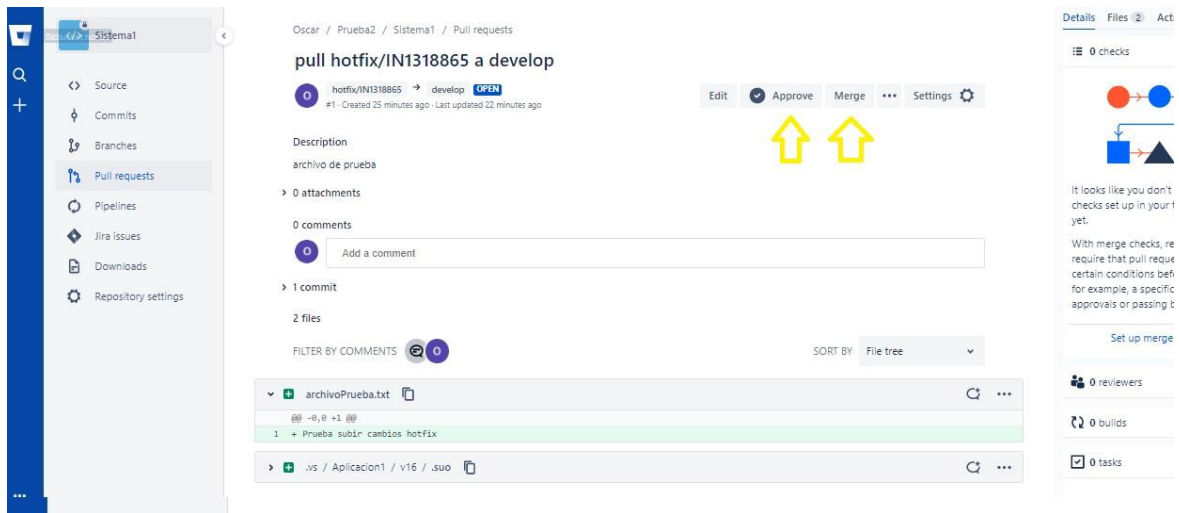 Sistema1
Source
Commits
Branches
Pull requests
Pipelines
Jira issues
Downloads
Repository settings
Oscar / Prueba2 / Sistema1 / Pull requests
pull hotfix/IN1318865 a develop
O hotfix/IN1318865 → develop OPEN
#1 · Created 25 minutes ago · Last updated 22 minutes ago
Edit Approve Merge ••• Settings
Description
archivo de prueba
> 0 attachments
0 comments
O Add a comment
> 1 commit
2 files
FILTER BY COMMENTS O SORT BY File tree
archivoPrueba.txt
@@ -0,0 +1 @@
1 + Prueba subir cambios hotfix
> .vs / Aplicacion1 / v16 / .suo
Details Files 2 Act
0 checks
It looks like you don't
checks set up in your
yet.
With merge checks, re
require that pull reque
certain conditions bef
for example, a specific
approvals or passing b
Set up merge
0 reviewers
0 builds
0 tasks